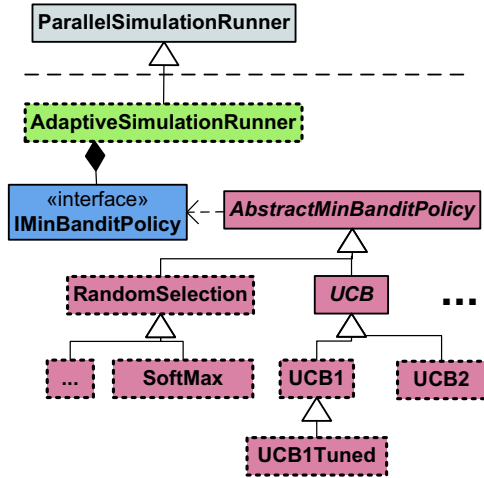 ParallelSimulationRunner
AdaptiveSimulationRunner
«interface»
IMinBanditPolicy
AbstractMinBanditPolicy
RandomSelection
UCB
...
...
SoftMax
UCB1
UCB2
UCB1Tuned